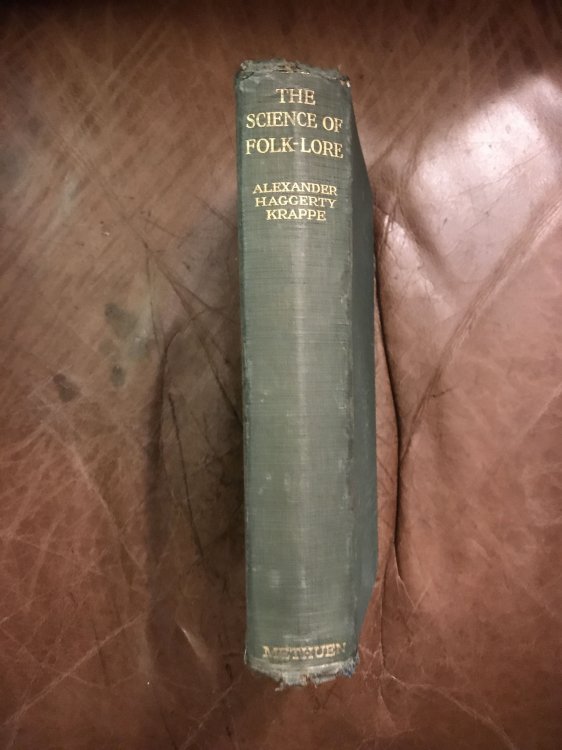 THE
SCIENCE OF
FOLK-LORE
ALEXANDER
HAGGERTY
KRAPPE
METHUEN